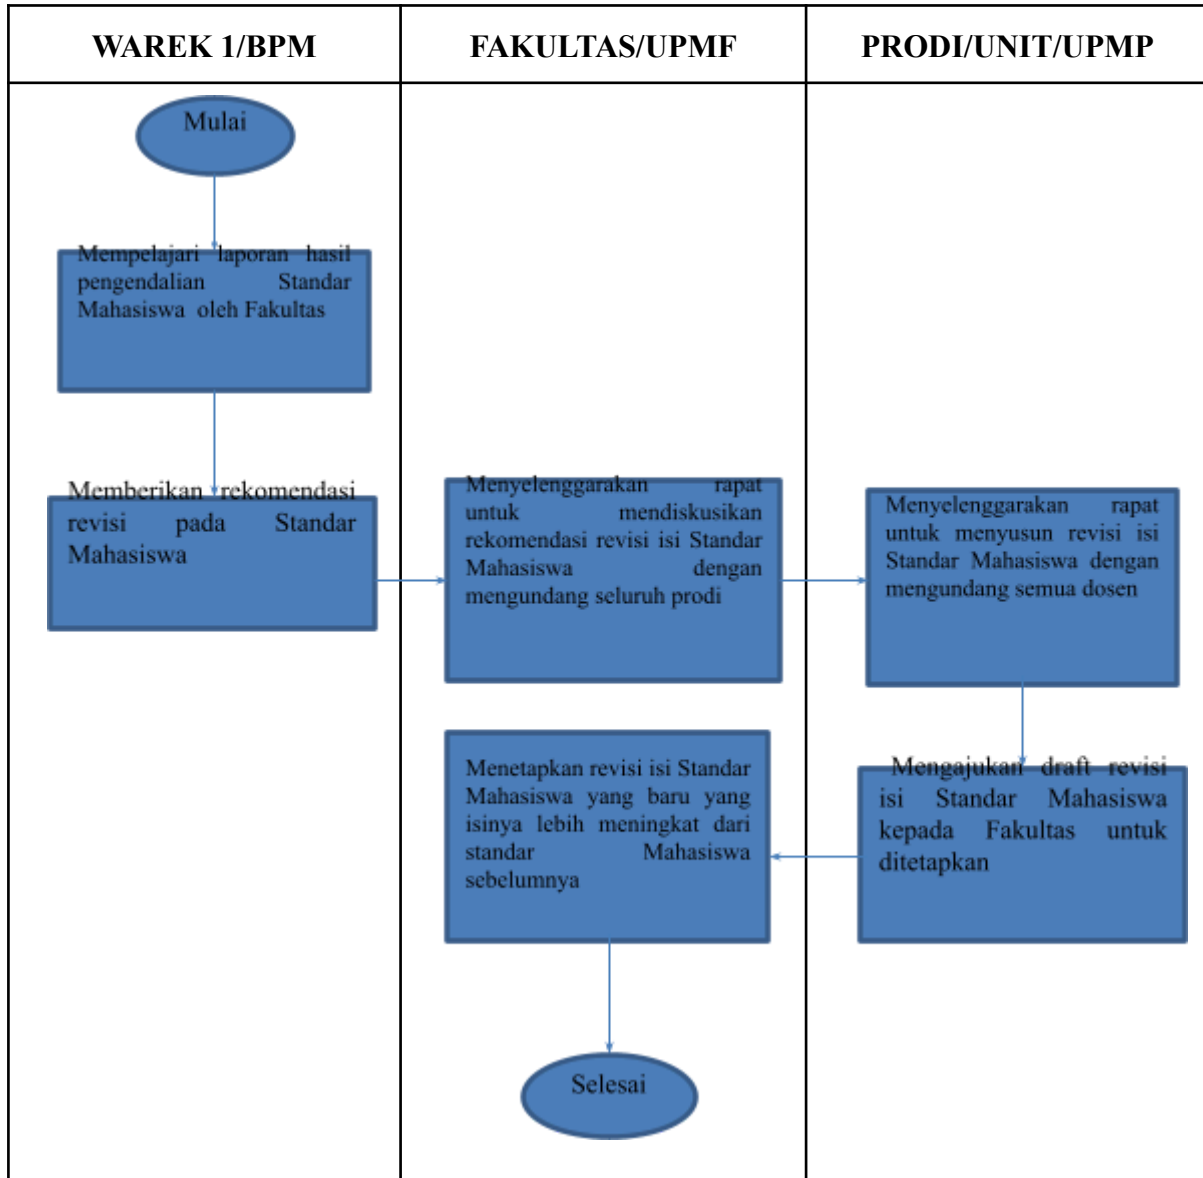 WAREK 1/BPM
FAKULTAS/UPMF
PRODI/UNIT/UPMP
Mulai
Mempelajari laporan hasil
pengendalian Standar
Mahasiswa oleh Fakultas
Memberikan rekomendasi
revisi pada Standar
Mahasiswa
Menyelenggarakan rapat
untuk mendiskusikan
rekomendasi revisi isi Standar
Mahasiswa dengan
mengundang seluruh prodi
Menyelenggarakan rapat
untuk menyusun revisi isi
Standar Mahasiswa dengan
mengundang semua dosen
Mengajukan draft revisi
isi Standar Mahasiswa
kepada Fakultas untuk
ditetapkan
Menetapkan revisi isi Standar
Mahasiswa yang baru yang
isinya lebih meningkat dari
standar Mahasiswa
sebelumnya
Selesai